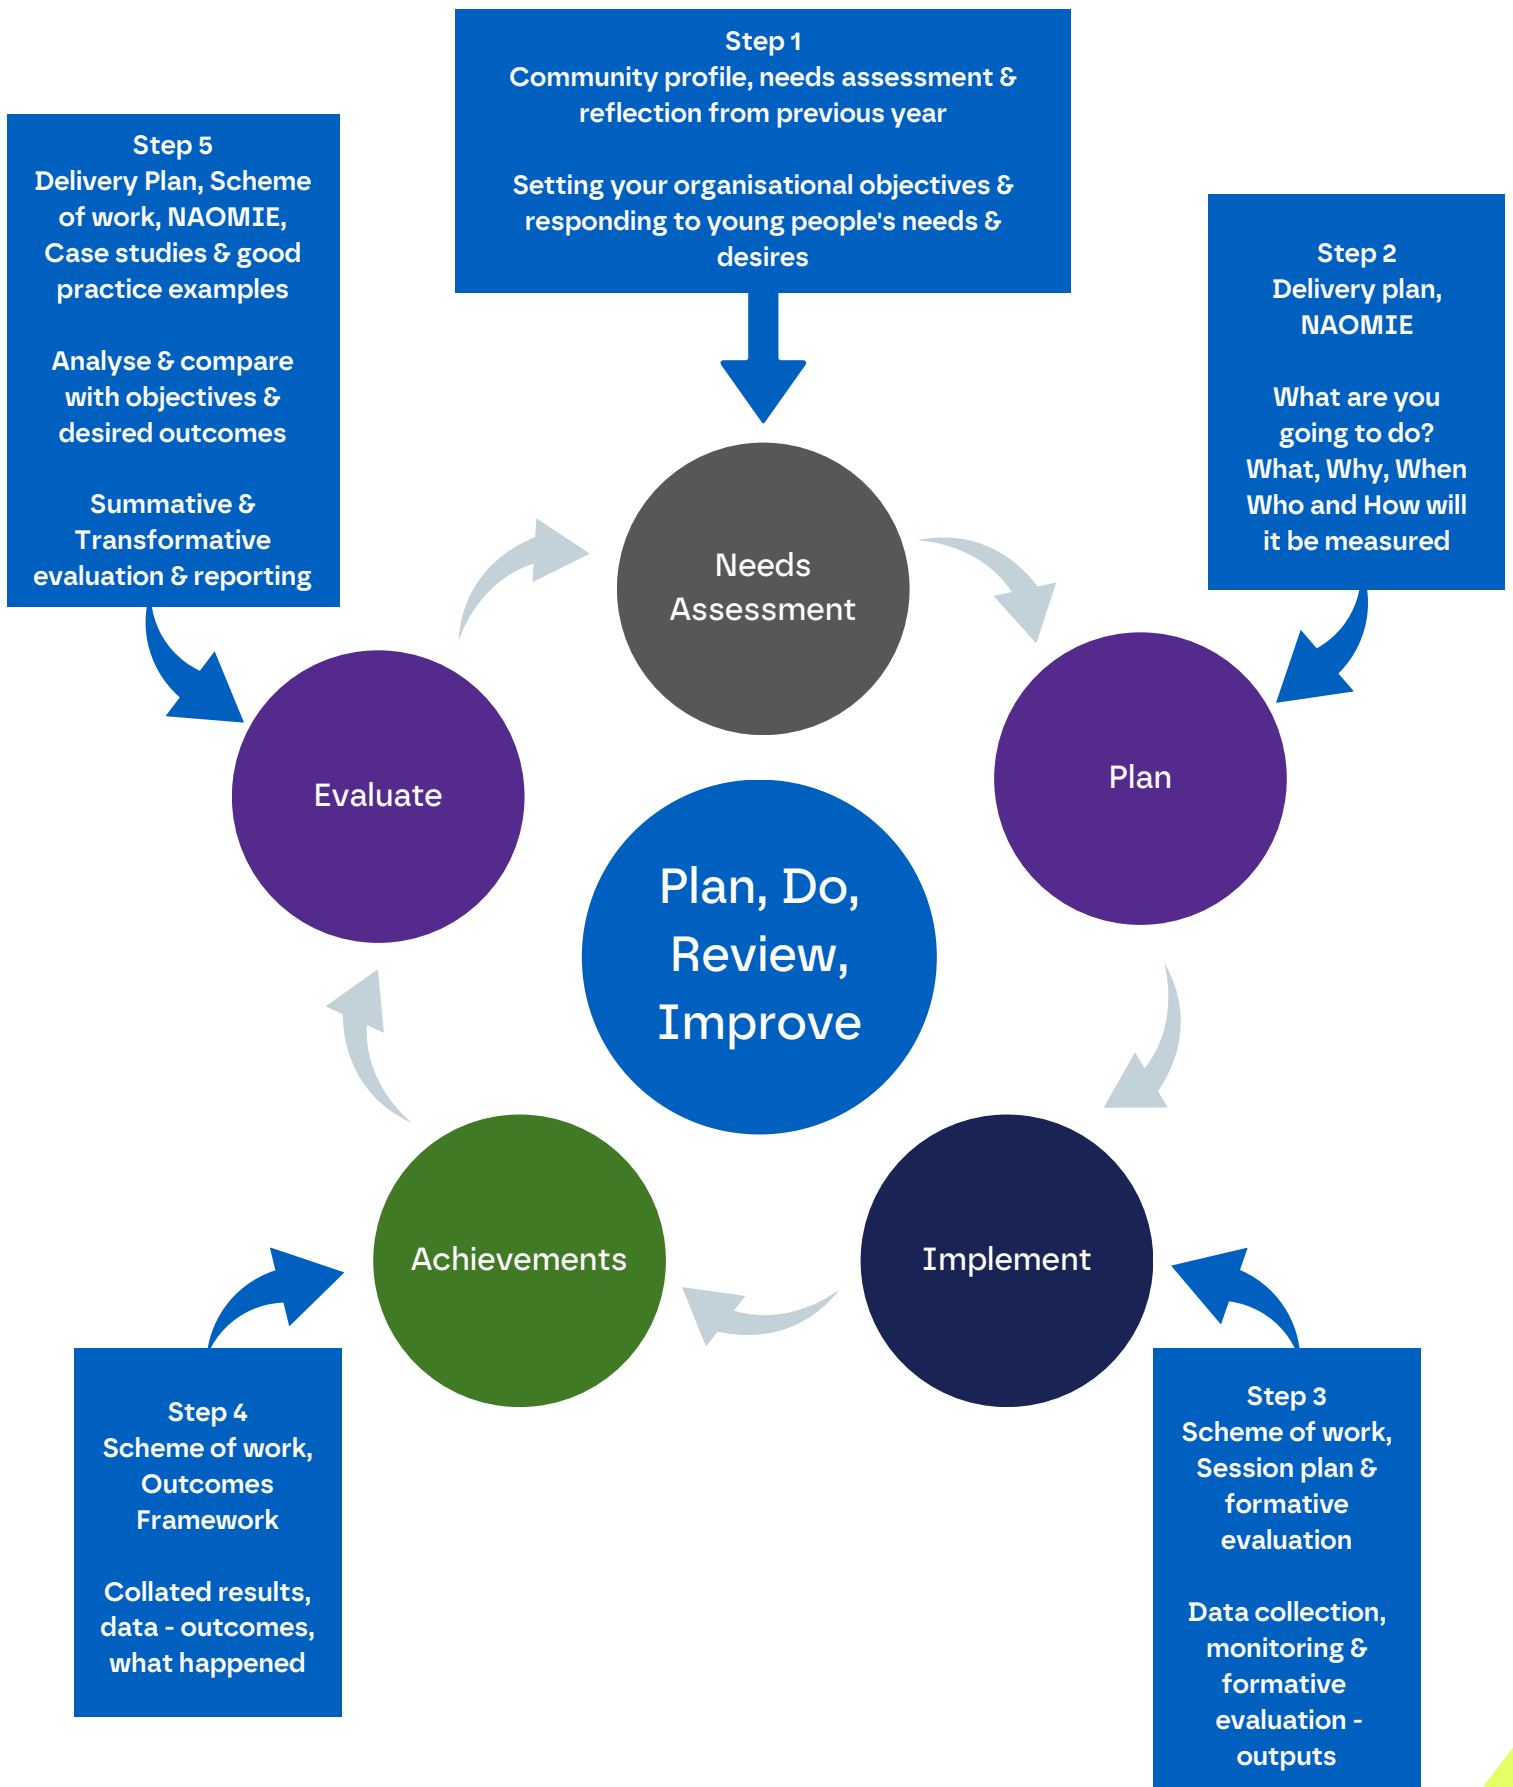 Step 1
Community profile, needs assessment &
reflection from previous year
Setting your organisational objectives &
responding to young people's needs &
desires
Step 5
Delivery Plan, Scheme
of work, NAOMIE,
Case studies & good
practice examples
Analyse & compare
with objectives &
desired outcomes
Summative &
Transformative
evaluation & reporting
Step 2
Delivery plan,
NAOMIE
What are you
going to do?
What, Why, When
Who and How will
it be measured
Needs
Assessment
Plan
Evaluate
Plan, Do,
Review,
Improve
Achievements
Implement
Step 4
Scheme of work,
Outcomes
Framework
Collated results,
data - outcomes,
what happened
Step 3
Scheme of work,
Session plan &
formative
evaluation
Data collection,
monitoring &
formative
evaluation -
outputs